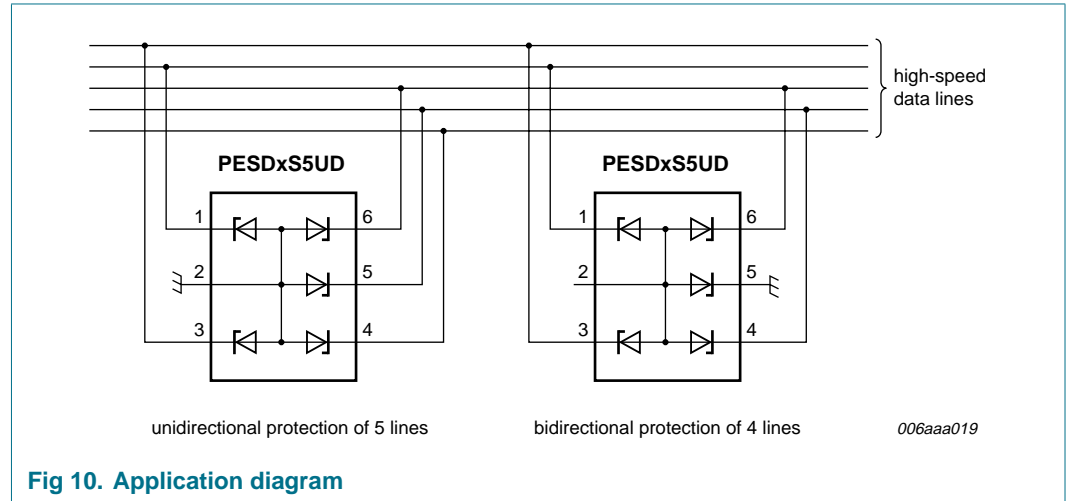 high-speed
data lines
PESDxS5UD
PESDxS5UD
1
6
2
5
3
4
1
6
2
5
3
4
unidirectional protection of 5 lines
bidirectional protection of 4 lines
006aaa019
Fig 10. Application diagram